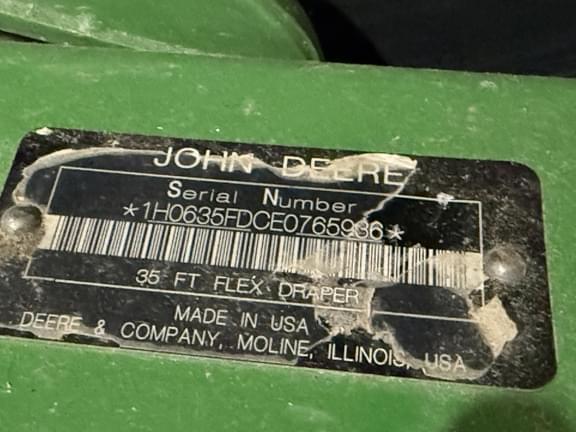 JOHN DEERE
Serial Number
*1H0635FDCE0765936*
35 FT FLEX DRAPER
MADE IN USA
DEERE & COMPANY, MOLINE, ILLINOIS, USA